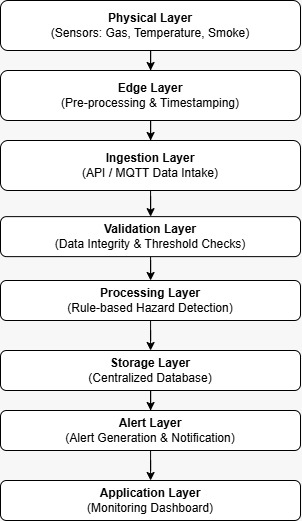 Physical Layer
(Sensors: Gas, Temperature, Smoke)
Edge Layer
(Pre-processing & Timestamping)
Ingestion Layer
(API / MQTT Data Intake)
Validation Layer
(Data Integrity & Threshold Checks)
Processing Layer
(Rule-based Hazard Detection)
Storage Layer
(Centralized Database)
Alert Layer
(Alert Generation & Notification)
Application Layer
(Monitoring Dashboard)